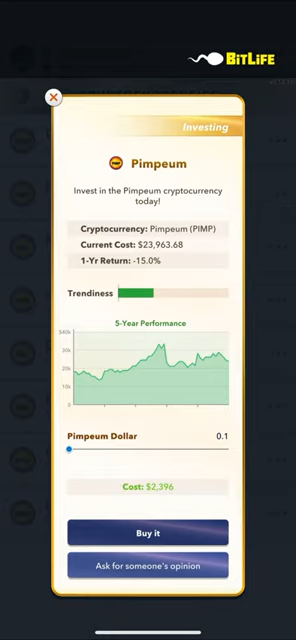 BITLIFE
Investing
Pimpeum
Invest in the Pimpeum cryptocurrency
today!
Cryptocurrency: Pimpeum (PIMP)
Current Cost: $23,963.68
1-Yr Return: -15.0%
Trendiness
5-Year Performance
$40k
30k
20k
10k
0
Pimpeum Dollar 0.1
Cost: $2,396
Buy it
Ask for someone's opinion